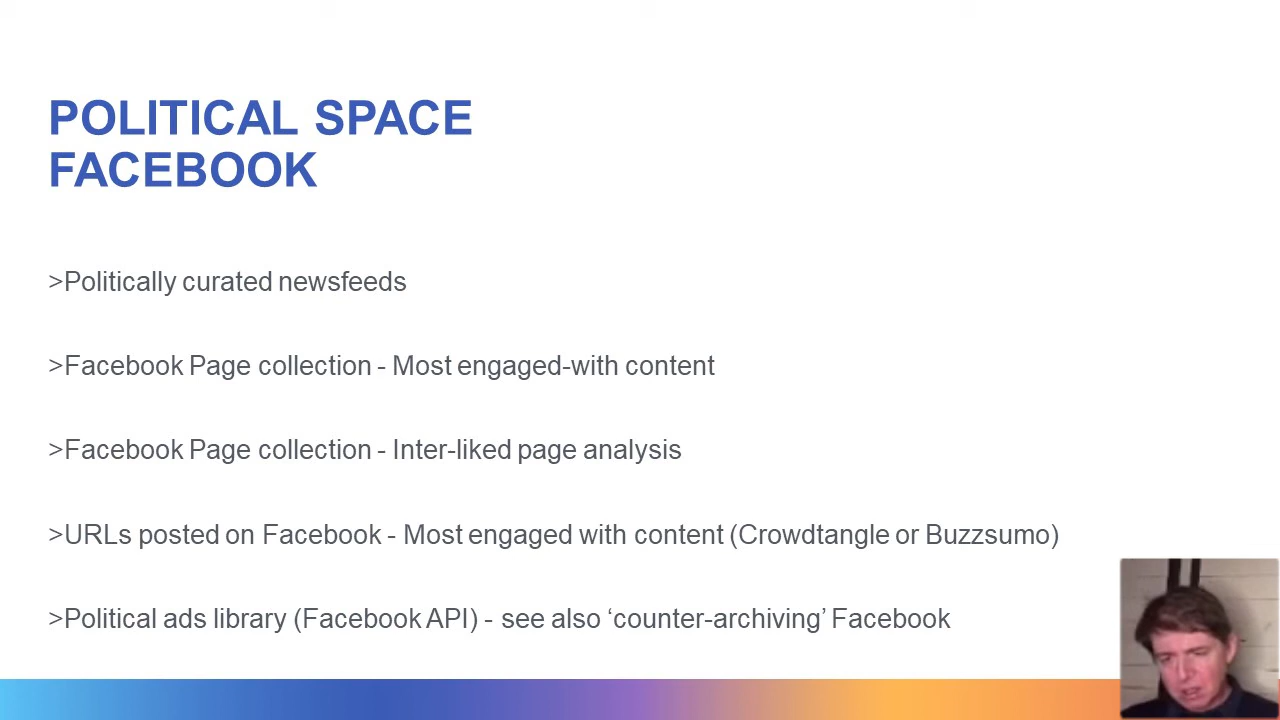 POLITICAL SPACE
FACEBOOK
>Politically curated newsfeeds
>Facebook Page collection - Most engaged-with content
>Facebook Page collection - Inter-liked page analysis
>URLs posted on Facebook - Most engaged with content (Crowdtangle or Buzzsumo)
>Political ads library (Facebook API) - see also ‘counter-archiving’ Facebook